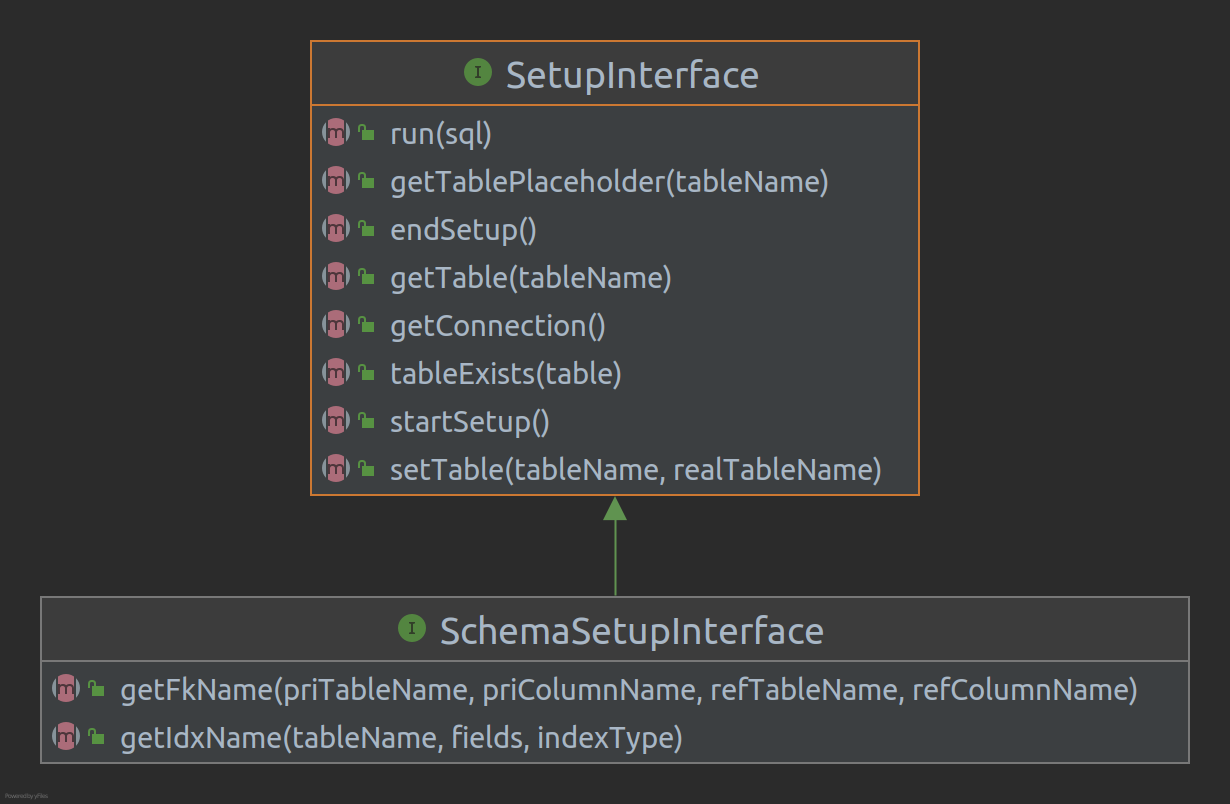 SetupInterface
run(sql)
getTablePlaceholder(tableName)
endSetup()
getTable(tableName)
getConnection()
tableExists(table)
startSetup()
setTable(tableName, realTableName)
SchemaSetupInterface
getFkName(priTableName, priColumnName, refTableName, refColumnName)
getIdxName(tableName, fields, indexType)
Powered by yFiles